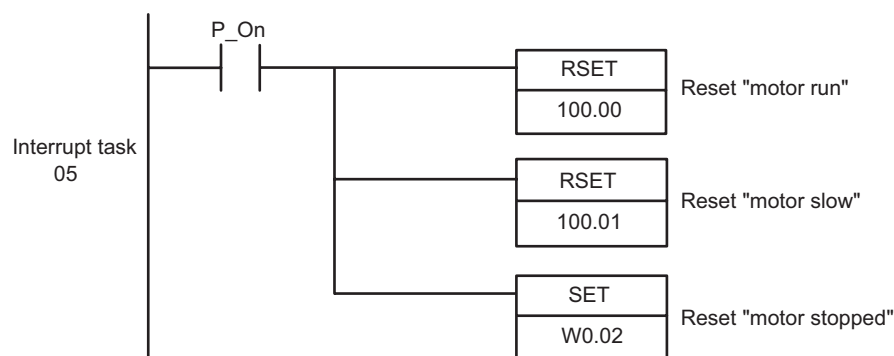 P_On
RSET
100.00
Reset "motor run"
Interrupt task
05
RSET
100.01
Reset "motor slow"
SET
W0.02
Reset "motor stopped"